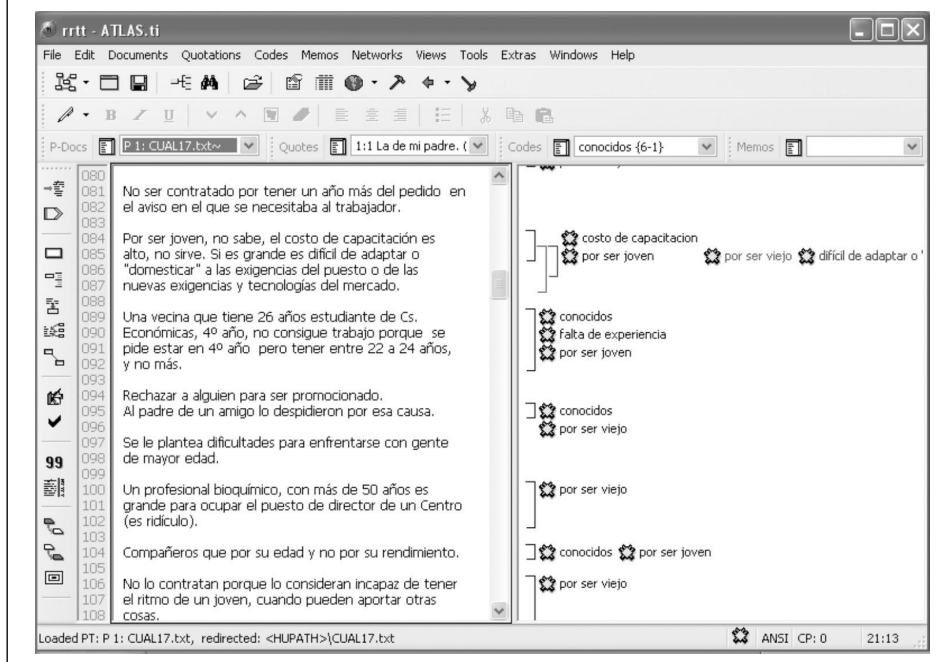 rrtt - ATLAS.ti
File Edit Documents Quotations Codes Memos Networks Views Tools Extras Windows Help
B I U
P-Docs P 1: CUAL17.txt~ Quotes 1:1 La de mi padre. ( Codes conocidos {6-1} Memos
080
081 No ser contratado por tener un año más del pedido en
082 el aviso en el que se necesitaba al trabajador.
083
084 Por ser joven, no sabe, el costo de capacitación es costo de capacitacion
085 alto, no sirve. Si es grande es difícil de adaptar o por ser joven por ser viejo difícil de adaptar o '
086 "domesticar" a las exigencias del puesto o de las
087 nuevas exigencias y tecnologías del mercado.
088
089 Una vecina que tiene 26 años estudiante de Cs. conocidos
090 Económicas, 4º año, no consigue trabajo porque se falta de experiencia
091 pide estar en 4º año pero tener entre 22 a 24 años, por ser joven
092 y no más.
093
094 Rechazar a alguien para ser promocionado.
095 Al padre de un amigo lo despidieron por esa causa. conocidos
096 por ser viejo
097 Se le plantea dificultades para enfrentarse con gente
098 de mayor edad.
099
100 Un profesional bioquímico, con más de 50 años es por ser viejo
101 grande para ocupar el puesto de director de un Centro
102 (es ridículo).
103
104 Compañeros que por su edad y no por su rendimiento. conocidos por ser joven
105
106 No lo contratan porque lo consideran incapaz de tener por ser viejo
107 el ritmo de un joven, cuando pueden aportar otras
108 cosas.
99
Loaded PT: P 1: CUAL17.txt, redirected: <HUPATH>\CUAL17.txt ANSI CP: 0 21:13